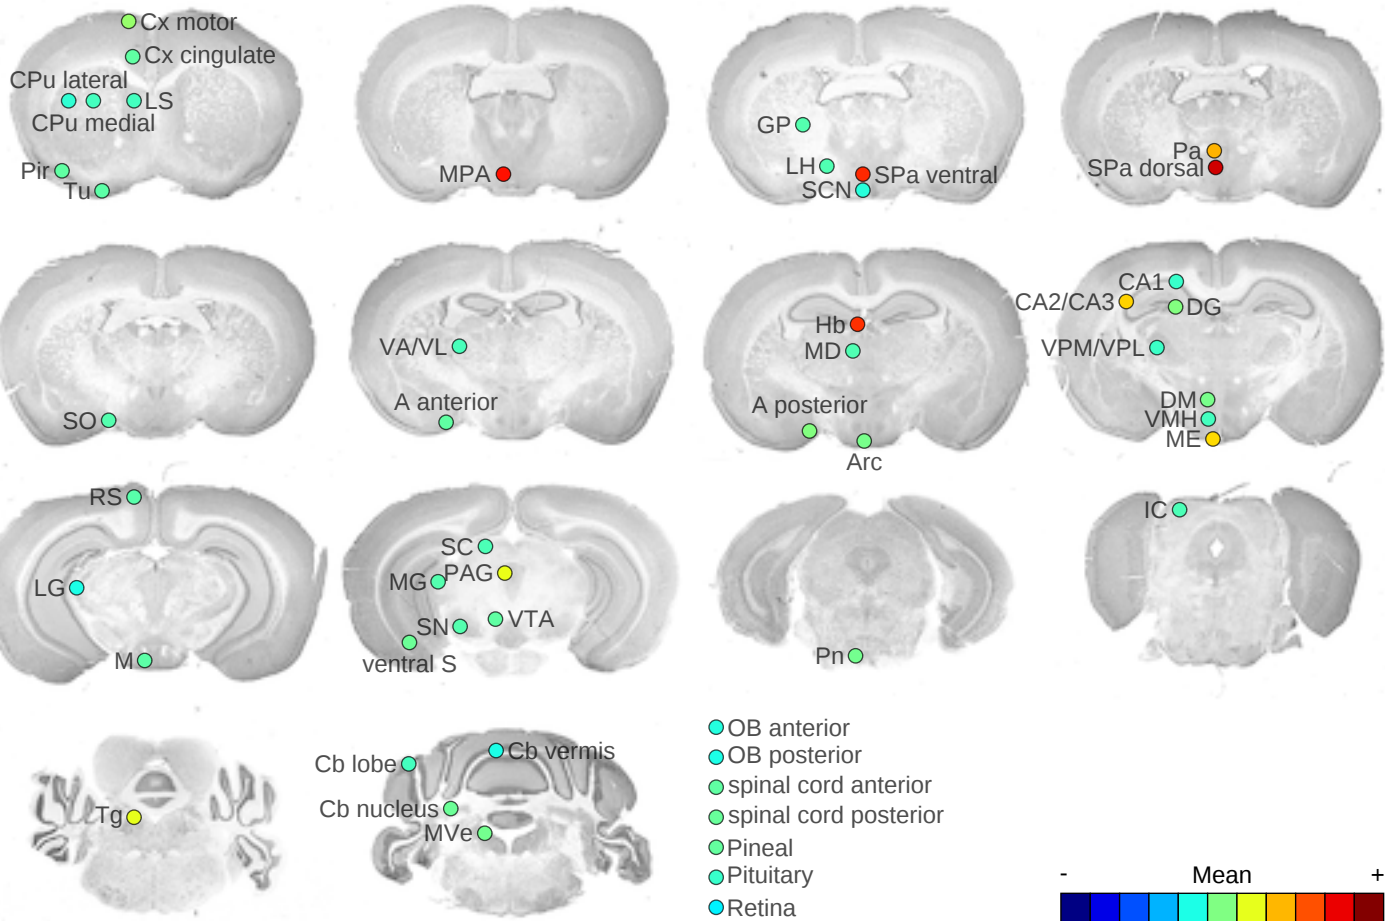 Cx motor
Cx cingulate
CPu lateral
LS
CPu medial
Pir
Tu
MPA
GP
LH
SPa ventral
SCN
Pa
SPa dorsal
SO
VA/VL
A anterior
Hb
MD
A posterior
Arc
CA1
CA2/CA3
DG
VPM/VPL
DM
VMH
ME
RS
LG
M
SC
PAG
MG
VTA
SN
ventral S
Pn
IC
Tg
Cb vermis
Cb lobe
Cb nucleus
MVe
OB anterior
OB posterior
spinal cord anterior
spinal cord posterior
Pineal
Pituitary
Retina
- Mean +